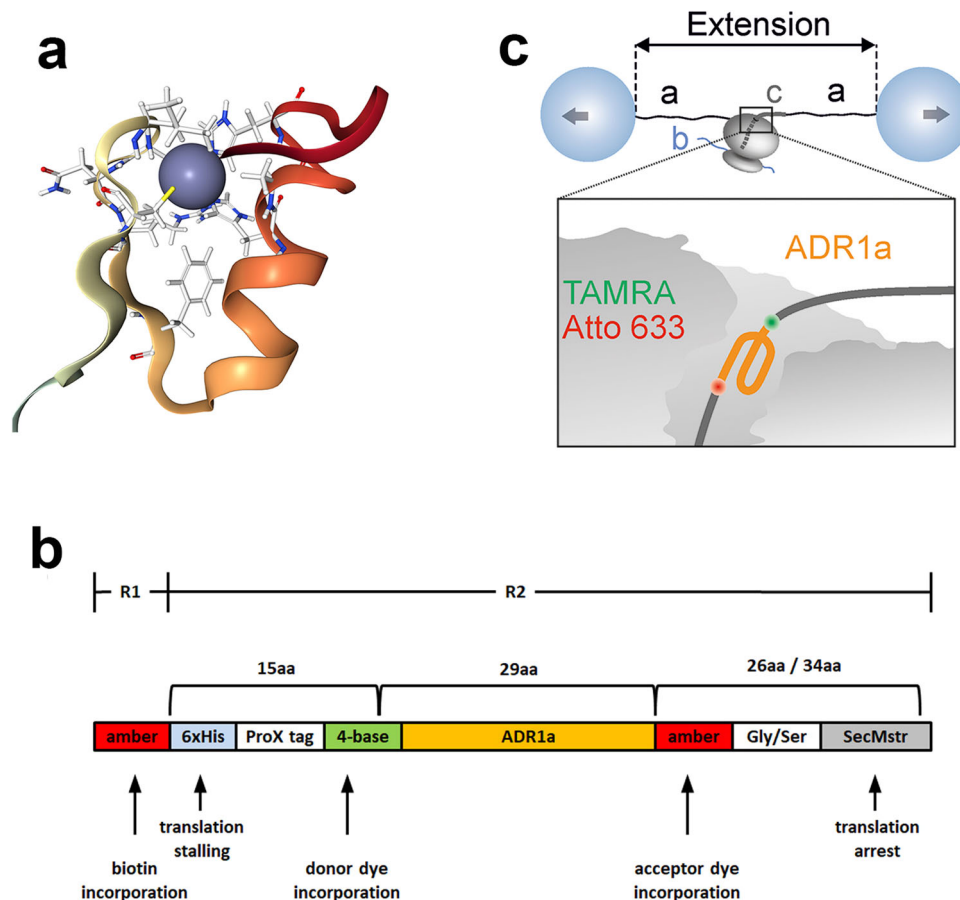 a
c
Extension
a
c
a
b
ADR1a
TAMRA
Atto 633
b
R1
R2
15aa
29aa
26aa / 34aa
amber
6xHis
ProX tag
4-base
ADR1a
amber
Gly/Ser
SecMstr
translation
stalling
translation
arrest
biotin
incorporation
donor dye
incorporation
acceptor dye
incorporation